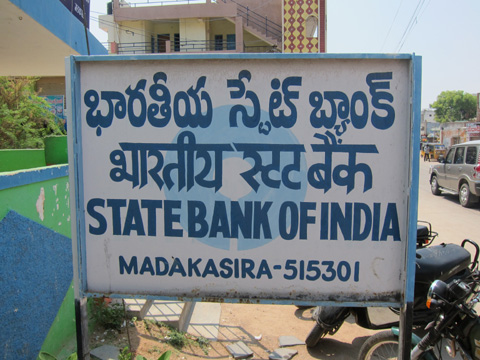 భారతీయ స్టేట్ బ్యాంక్
भारतीय स्टेट बैंक
STATE BANK OF INDIA
MADAKASIRA-515301